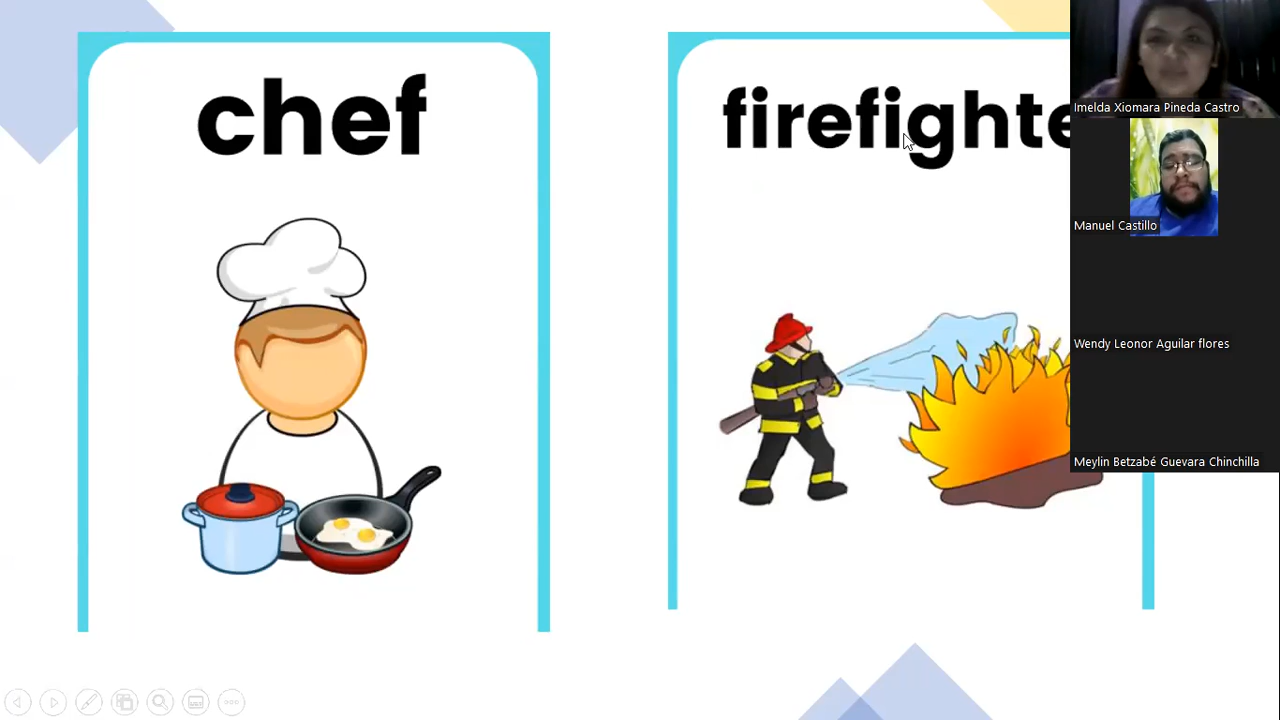 chef
firefighte
Imelda Xiomara Pineda Castro
Manuel Castillo
Wendy Leonor Aguilar flores
Meylin Betzabé Guevara Chinchilla